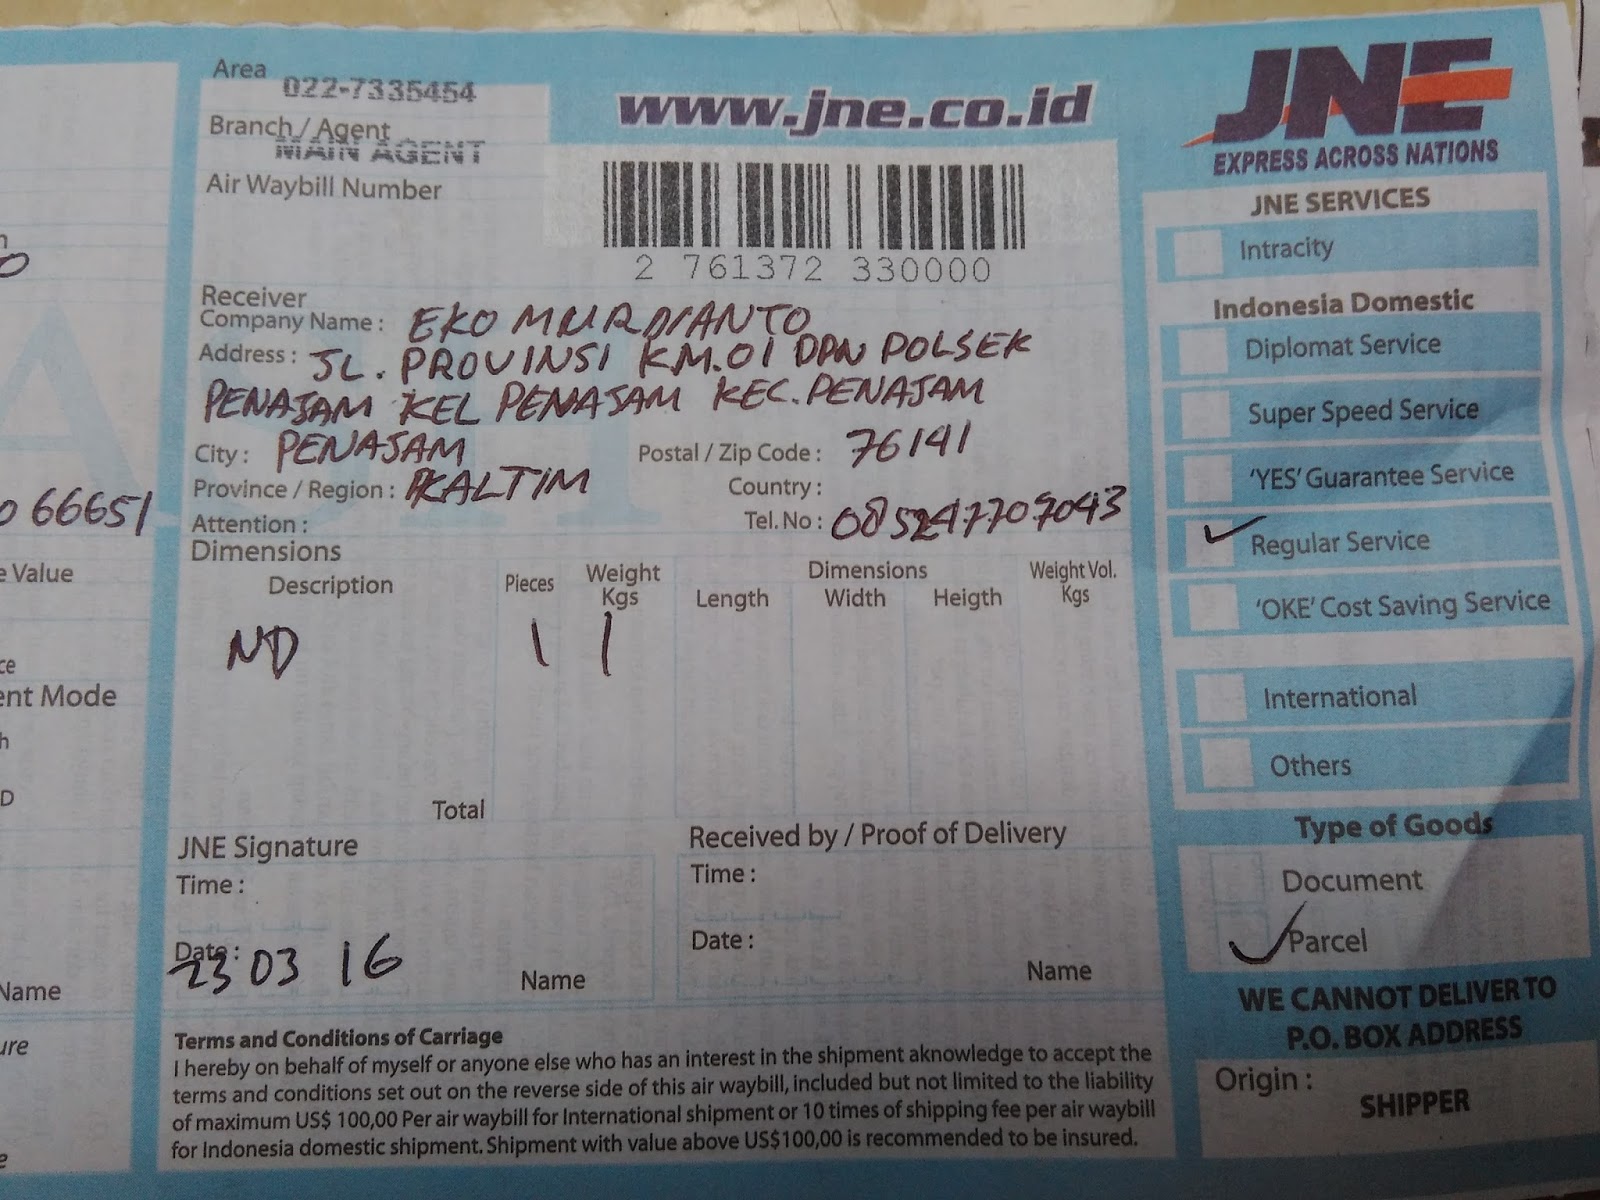 Area 022-7335454
www.jne.co.id
JNE
EXPRESS ACROSS NATIONS
Branch / Agent
MAIN AGENT
Air Waybill Number
2 761372 330000
Receiver
Company Name : EKO MURDIANTO
Address : JL. PROVINSI KM.01 DPN POLSEK
PENAJAM KEL PENAJAM KEC. PENAJAM
City : PENAJAM Postal / Zip Code : 76141
Province / Region : KALTIM Country :
Attention : Tel. No :
Dimensions
Description Pieces Weight Kgs Dimensions Length Width Heigth Weight Vol. Kgs
ND 1 1
Total
JNE Signature
Time :
Date : 23 03 16
Name
Received by / Proof of Delivery
Time :
Date :
Name
Terms and Conditions of Carriage
I hereby on behalf of myself or anyone else who has an interest in the shipment aknowledge to accept the
terms and conditions set out on the reverse side of this air waybill, included but not limited to the liability
of maximum US$ 100,00 Per air waybill for International shipment or 10 times of shipping fee per air waybill
for Indonesia domestic shipment. Shipment with value above US$100,00 is recommended to be insured.
JNE SERVICES
Intracity
Indonesia Domestic
Diplomat Service
Super Speed Service
'YES' Guarantee Service
Regular Service
'OKE' Cost Saving Service
International
Others
Type of Goods
Document
Parcel
WE CANNOT DELIVER TO
P.O. BOX ADDRESS
Origin :
SHIPPER
66651
Value
Mode
Name